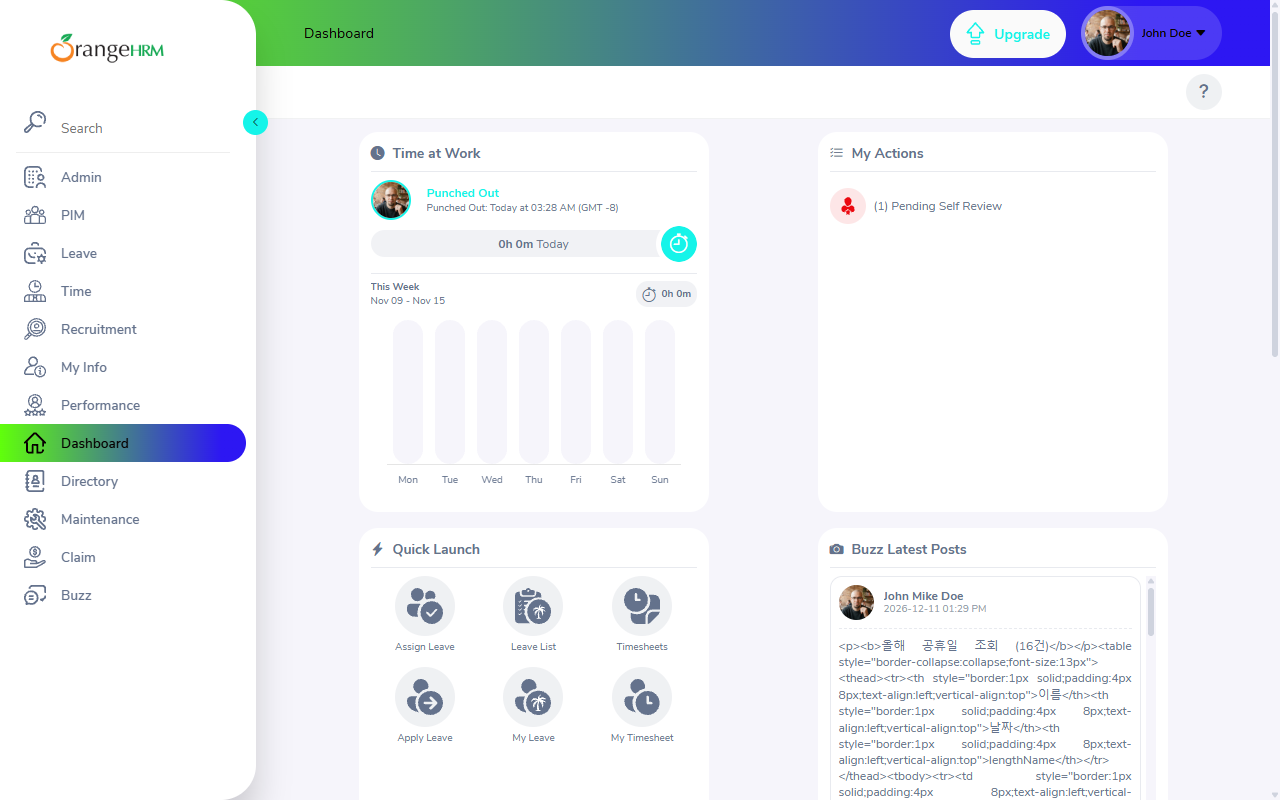 OrangeHRM
Dashboard
Upgrade
John Doe
?
Search
Admin
PIM
Leave
Time
Recruitment
My Info
Performance
Dashboard
Directory
Maintenance
Claim
Buzz
Time at Work
Punched Out
Punched Out: Today at 03:28 AM (GMT -8)
0h 0m Today
This Week
Nov 09 - Nov 15
0h 0m
Mon Tue Wed Thu Fri Sat Sun
My Actions
(1) Pending Self Review
Quick Launch
Assign Leave Leave List Timesheets
Apply Leave My Leave My Timesheet
Buzz Latest Posts
John Mike Doe
2026-12-11 01:29 PM
<p><b>올해 공휴일 조회 (16건)</b></p><table
style="border-collapse:collapse;font-size:13px">
<thead><tr><th style="border:1px solid;padding:4px
8px;text-align:left;vertical-align:top">이름</th><th
style="border:1px solid;padding:4px 8px;text-
align:left;vertical-align:top">날짜</th><th
style="border:1px solid;padding:4px 8px;text-
align:left;vertical-align:top">lengthName</th></tr>
</thead><tbody><tr><td style="border:1px
solid;padding:4px 8px;text-align:left;vertical-